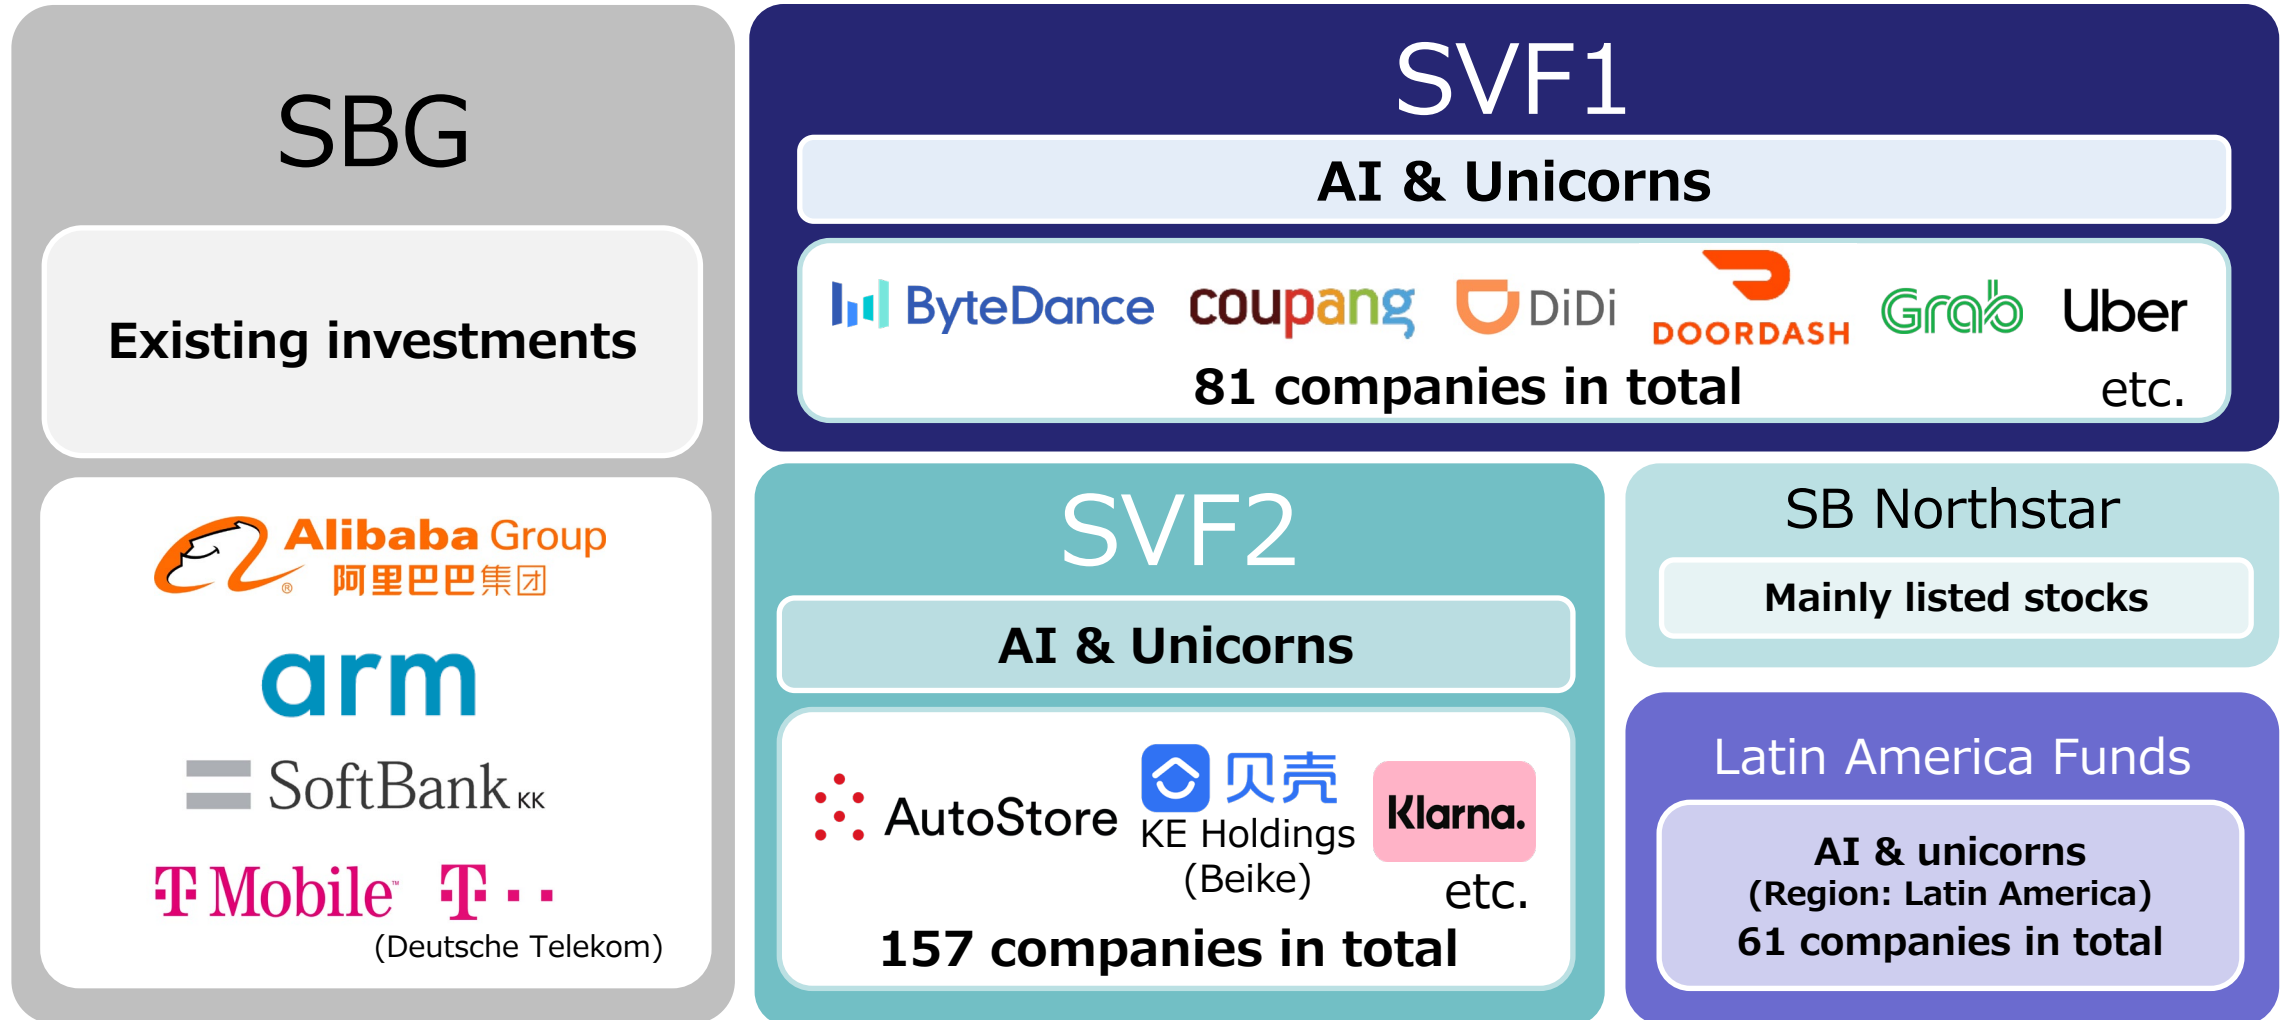 SBG
Existing investments
Alibaba Group
阿里巴巴集团
®
arm
SoftBank KK
T Mobile™ T
(Deutsche Telekom)
SVF1
AI & Unicorns
ByteDance coupang DiDi DOORDASH Grab Uber
81 companies in total etc.
SVF2
AI & Unicorns
AutoStore 贝壳 Klarna.
KE Holdings
(Beike) etc.
157 companies in total
SB Northstar
Mainly listed stocks
Latin America Funds
AI & unicorns
(Region: Latin America)
61 companies in total